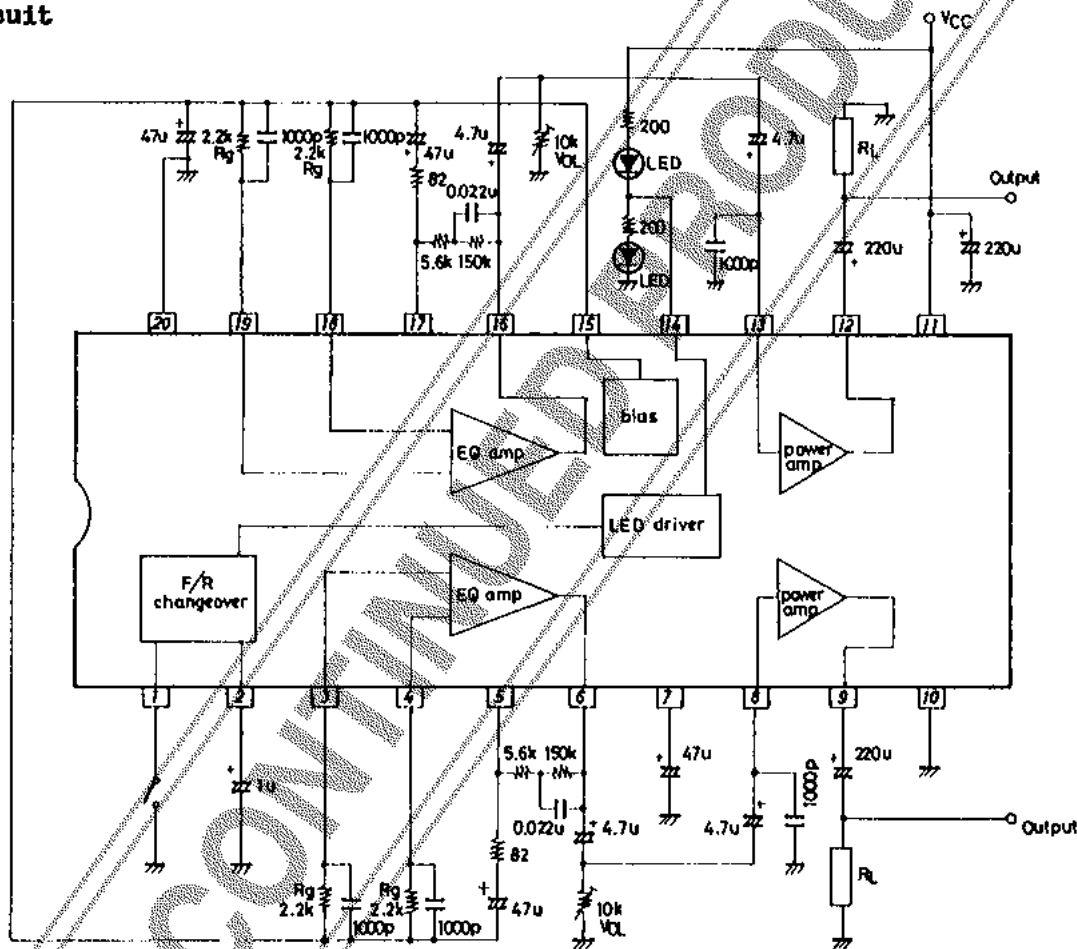 cuit
VCC
47u
2.2k
Rg
1000p
2.2k
Rg
1000p
47u
82
0.022u
5.6k 150k
4.7u
10k
VOL
200
LED
200
LED
4.7u
1000p
RL
Output
220u
220u
20 19 18 17 16 15 14 13 12 11
EQ amp
bias
power
amp
LED driver
F/R
changeover
EQ amp
power
amp
1 2 3 4 5 6 7 8 9 10
1u
Rg
2.2k
1000p
Rg
2.2k
1000p
5.6k 150k
0.022u
82
47u
4.7u
10k
VOL
47u
4.7u
1000p
220u
Output
RL